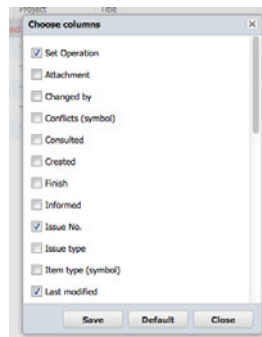 Project Title
Choose columns
Set Operation
Attachment
Changed by
Conflicts (symbol)
Consulted
Created
Finish
Informed
Issue No.
Issue type
Item type (symbol)
Last modified
Save Default Close